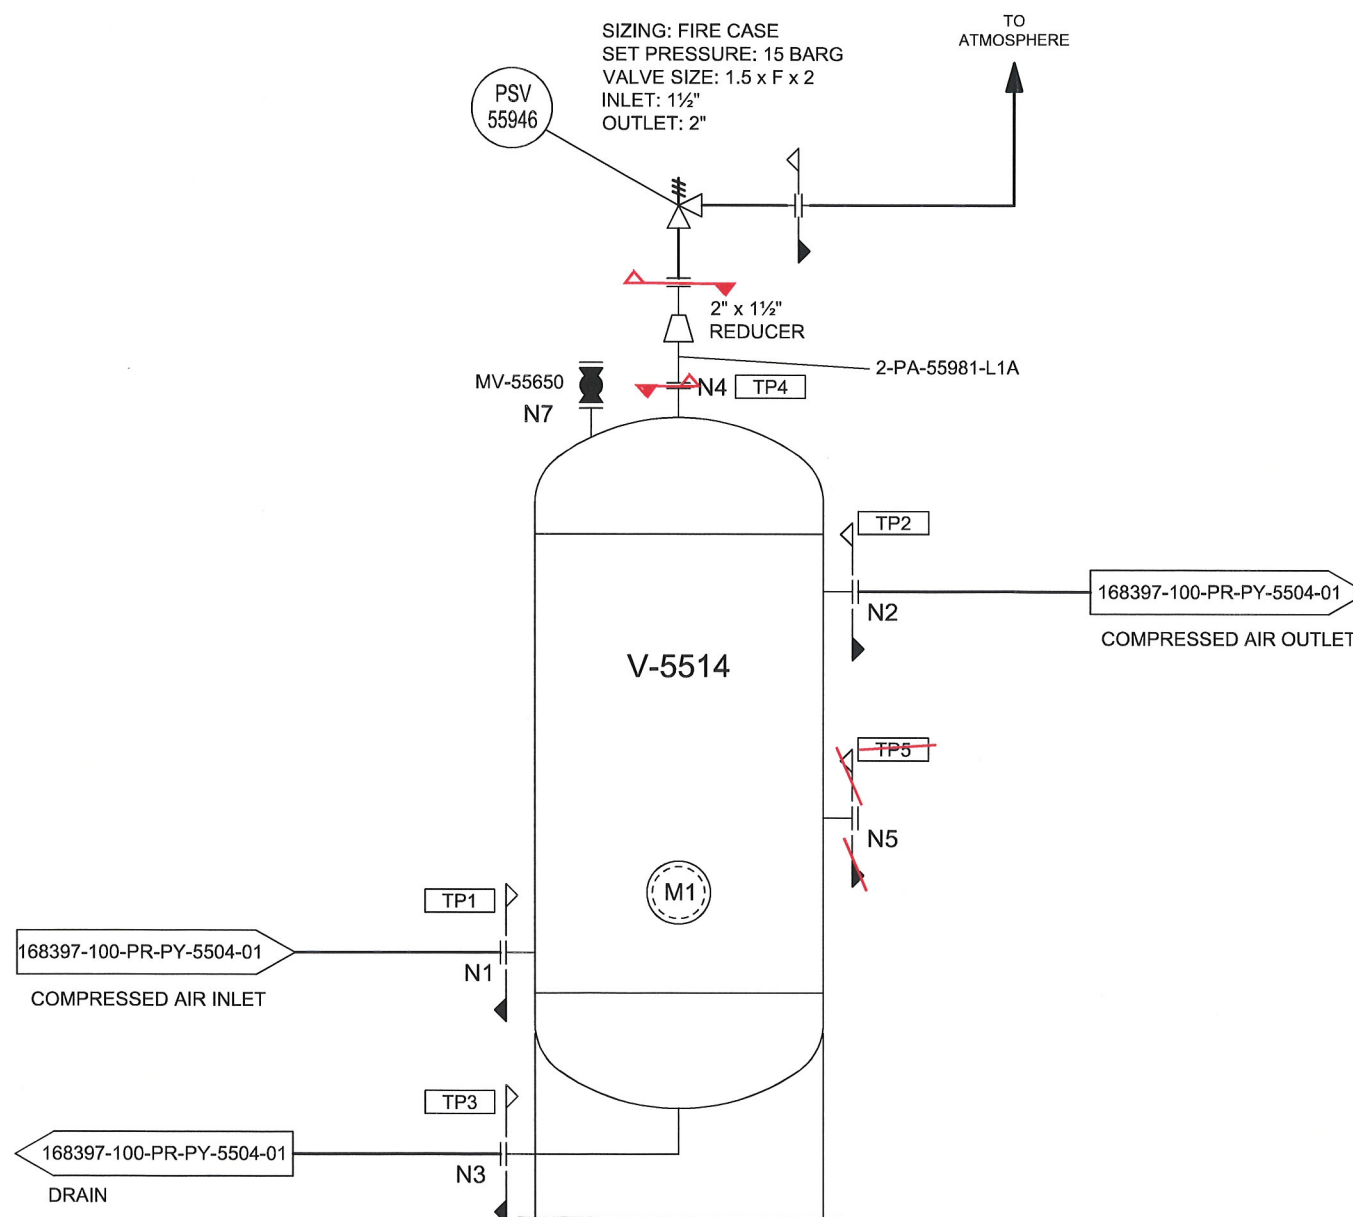 SIZING: FIRE CASE
SET PRESSURE: 15 BARG
VALVE SIZE: 1.5 x F x 2
INLET: 1½"
OUTLET: 2"
TO
ATMOSPHERE
PSV
55946
2" x 1½"
REDUCER
2-PA-55981-L1A
MV-55650
N7
N4
TP4
TP2
168397-100-PR-PY-5504-01
N2
COMPRESSED AIR OUTLET
V-5514
TP5
N5
M1
TP1
168397-100-PR-PY-5504-01
N1
COMPRESSED AIR INLET
TP3
168397-100-PR-PY-5504-01
N3
DRAIN